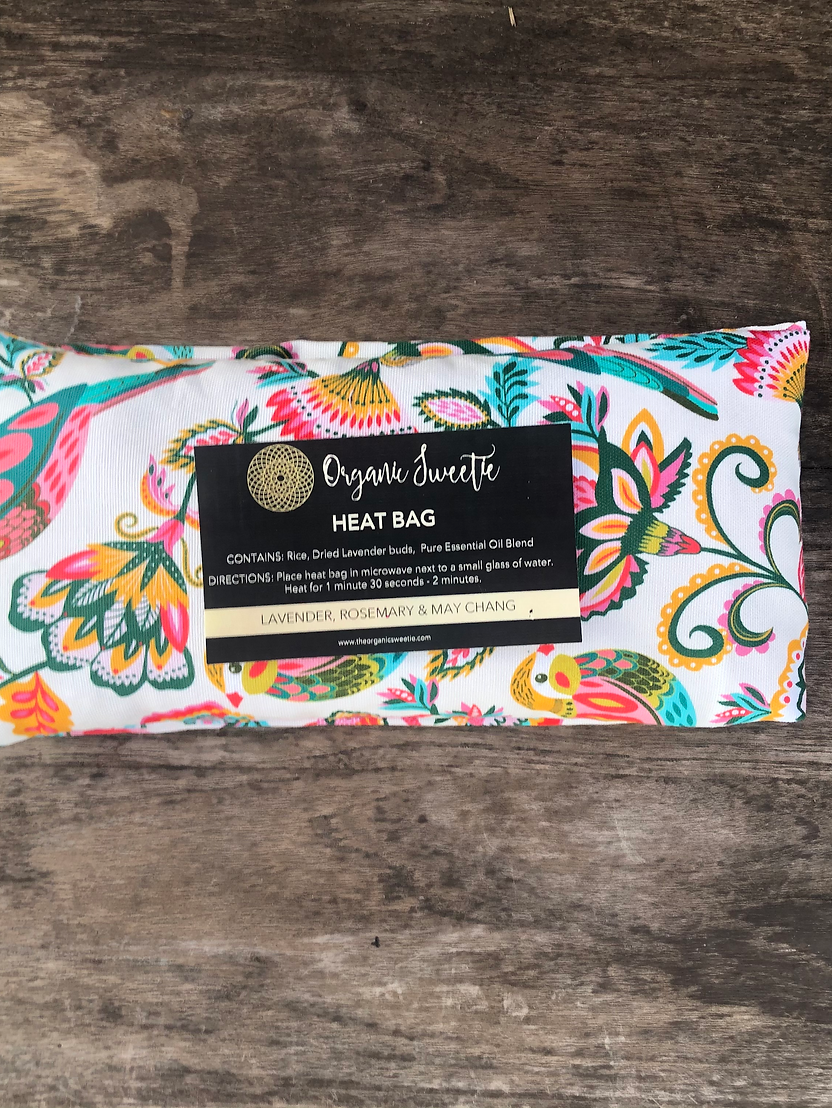 Organic Sweetie
HEAT BAG
CONTAINS: Rice, Dried Lavender buds, Pure Essential Oil Blend
DIRECTIONS: Place heat bag in microwave next to a small glass of water.
Heat for 1 minute 30 seconds - 2 minutes.
LAVENDER, ROSEMARY & MAY CHANG
www.theorganicsweetie.com